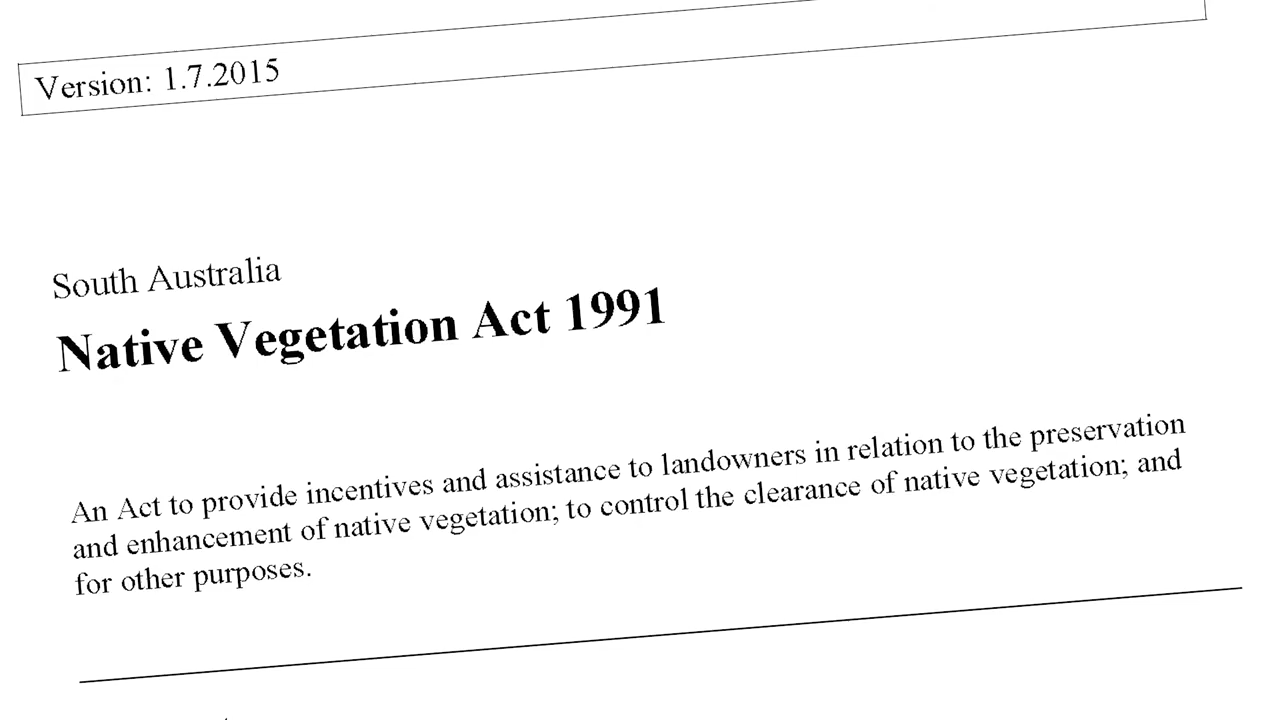 Version: 1.7.2015
South Australia
Native Vegetation Act 1991
An Act to provide incentives and assistance to landowners in relation to the preservation
and enhancement of native vegetation; to control the clearance of native vegetation; and
for other purposes.